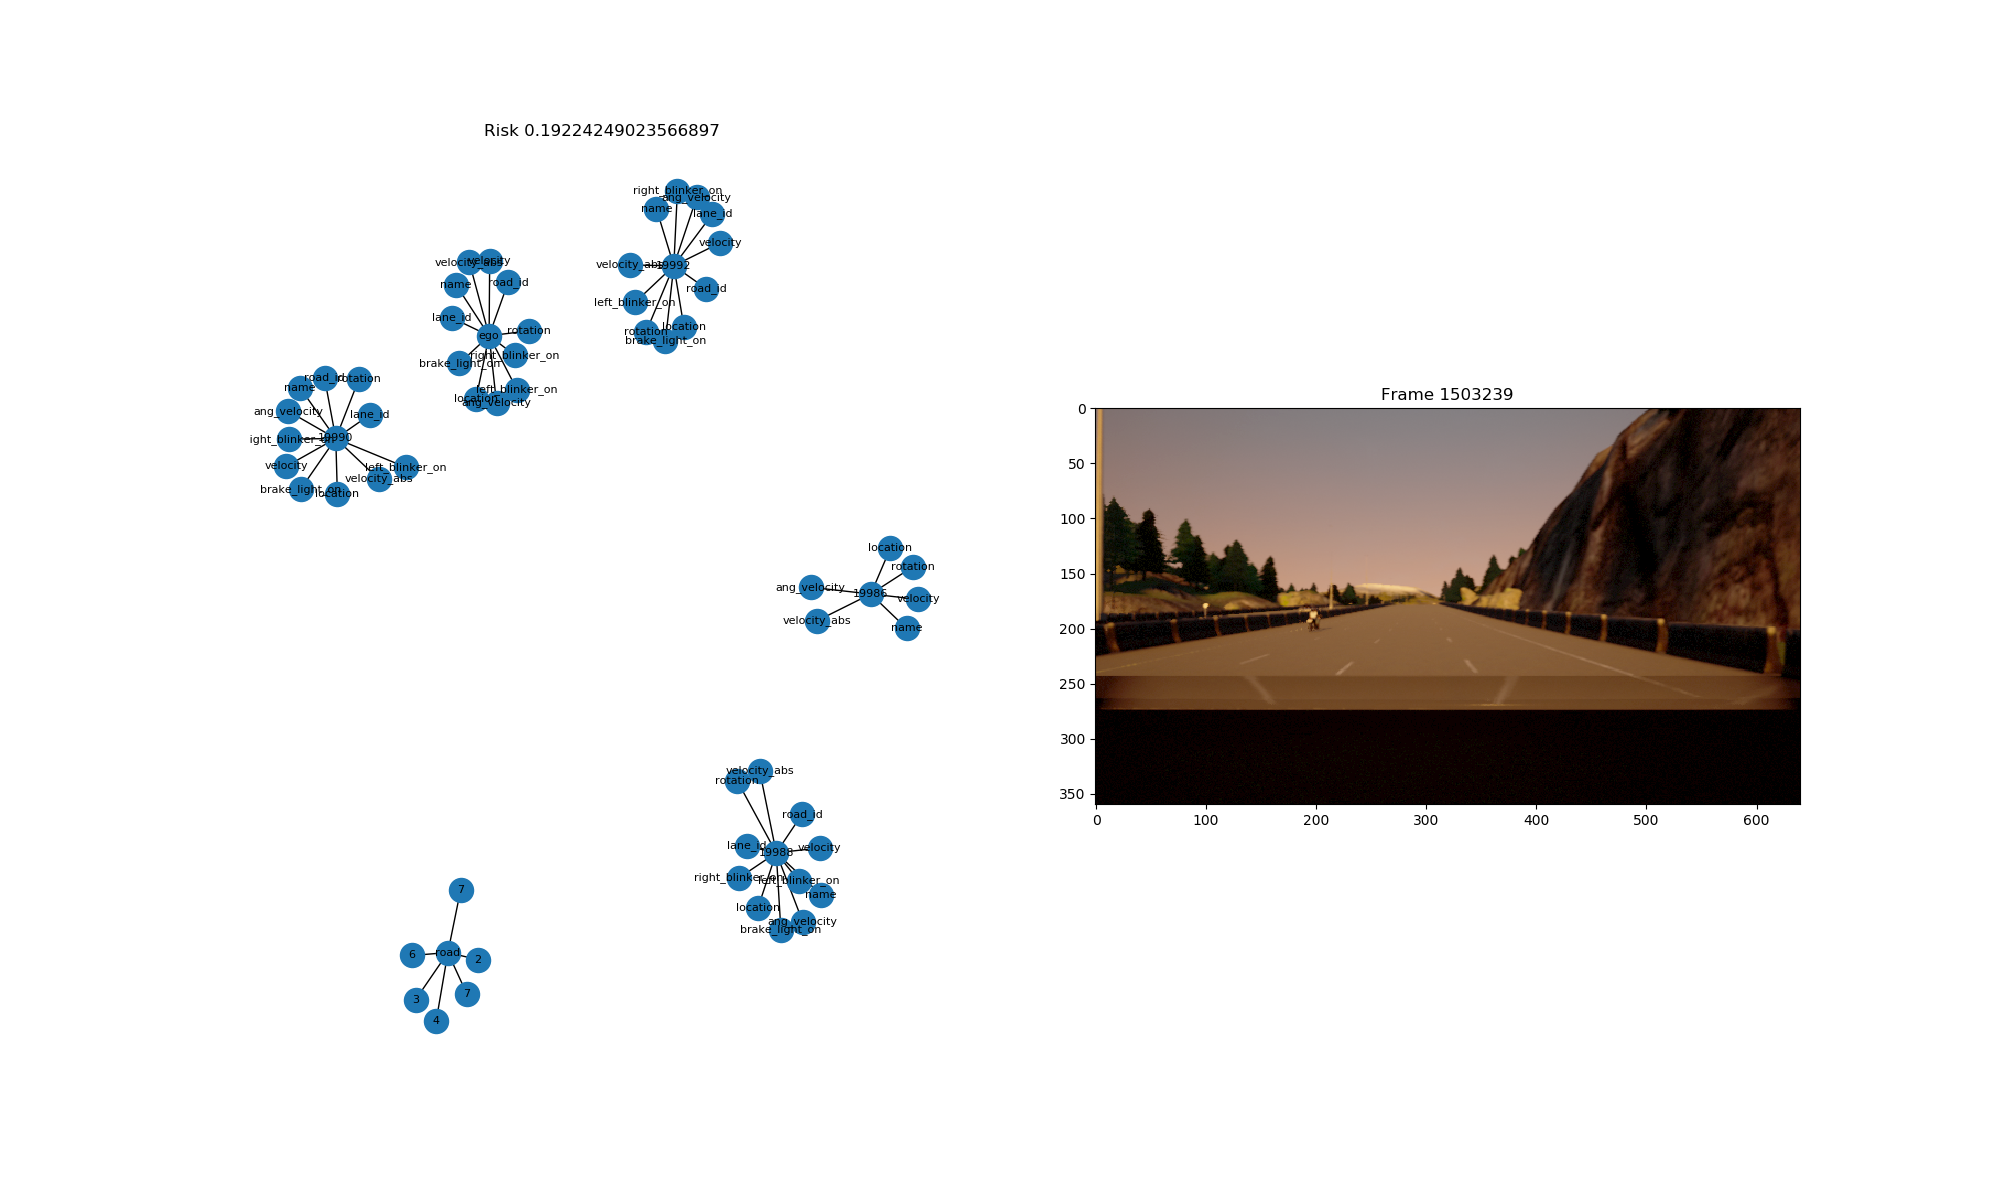 Risk 0.19224249023566897
right_blinker_on
ang_velocity
name
lane_id
velocity
velocity_abs
19992
road_id
left_blinker_on
location
rotation
brake_light_on
velocity_abs
velocity
name
road_id
lane_id
rotation
ego
right_blinker_on
brake_light_on
left_blinker_on
location
ang_velocity
road_id
rotation
name
ang_velocity
lane_id
19990
ight_blinker_on
velocity
left_blinker_on
velocity_abs
brake_light_on
location
location
rotation
ang_velocity
19986
velocity
velocity_abs
name
velocity_abs
rotation
road_id
lane_id
19988
velocity
right_blinker_on
left_blinker_on
name
location
ang_velocity
brake_light_on
7
road
6
2
3
7
4
Frame 1503239
0
50
100
150
200
250
300
350
0
100
200
300
400
500
600